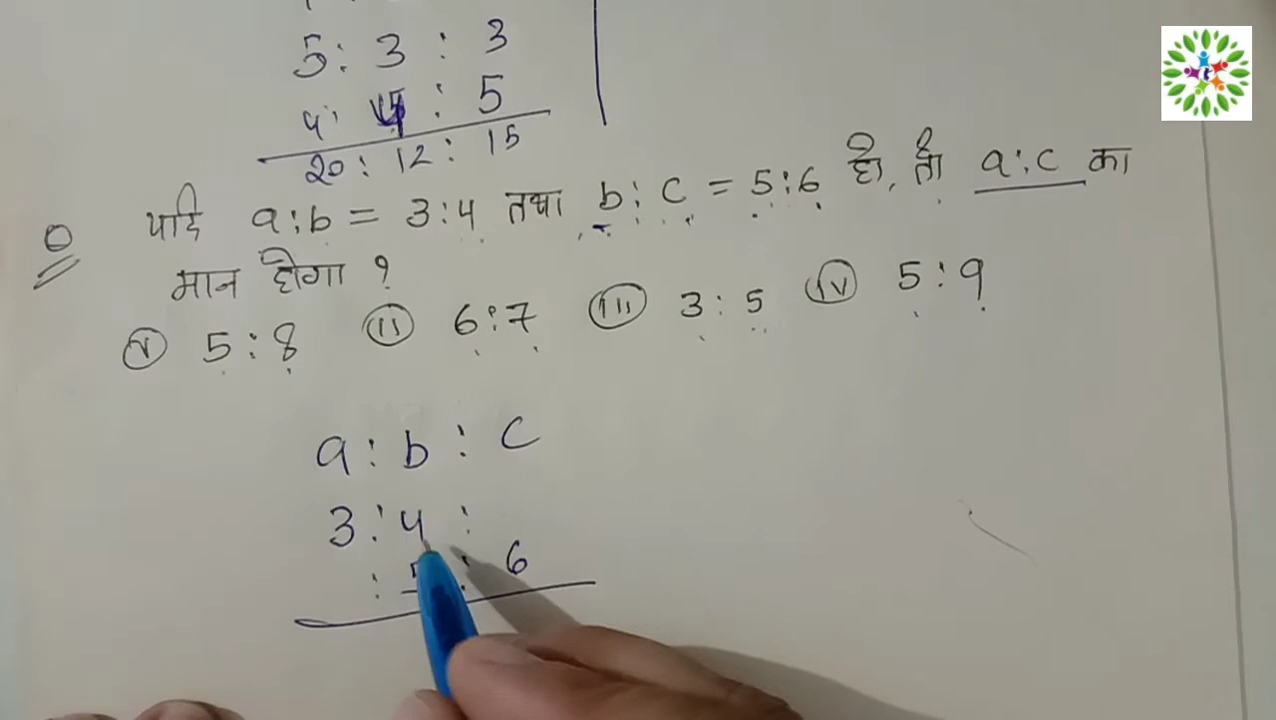 5 : 3 : 3
4 : 4 : 5
20 : 12 : 15
Q यदि a:b = 3:4 तथा b:c = 5:6 हो, तो a:c का
मान होगा ?
(i) 5:8 (ii) 6:7 (iii) 3:5 (iv) 5:9
a : b : c
3 : 4 :
: : 6